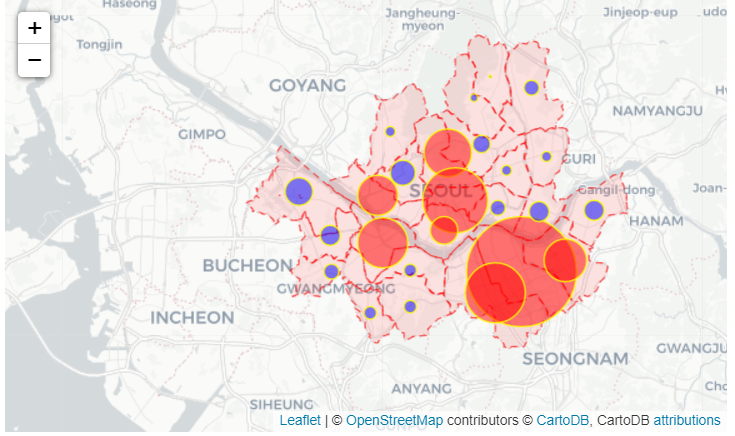 +
−
Haseong
Tongjin
Jangheung-
myeon
Jinjeop-eup
GOYANG
NAMYANGJU
GIMPO
GURI
SEOUL
Gangil-dong
Joan-
HANAM
BUCHEON
GWANGMYEONG
INCHEON
SEONGNAM
GWANGJU
ANYANG
SIHEUNG
Leaflet | © OpenStreetMap contributors © CartoDB, CartoDB attributions